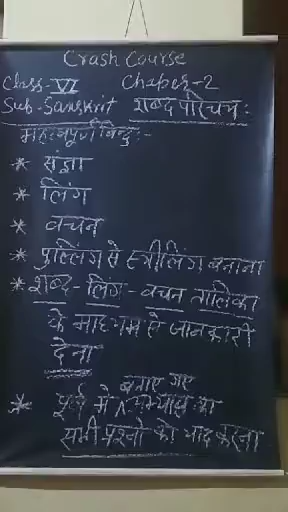 Crash Course
Class-VI Chaper-2
Sub-Sanskrit शब्द परिचय:
महत्वपूर्ण बिन्दु:-
* संज्ञा
* लिंग
* वचन
* पुल्लिंग से स्त्रीलिंग बनाना
* शब्द-लिंग-वचन तालिका
के माध्यम से जानकारी
देना
बनाए गए
* पूर्व में ^ अभ्यास का
सभी प्रश्नों को याद करना